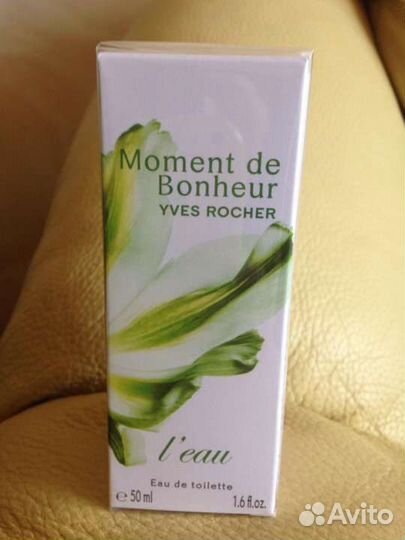 Moment de
Bonheur
YVES ROCHER
l'eau
Eau de toilette
℮ 50 ml 1.6 fl.oz.
Avito